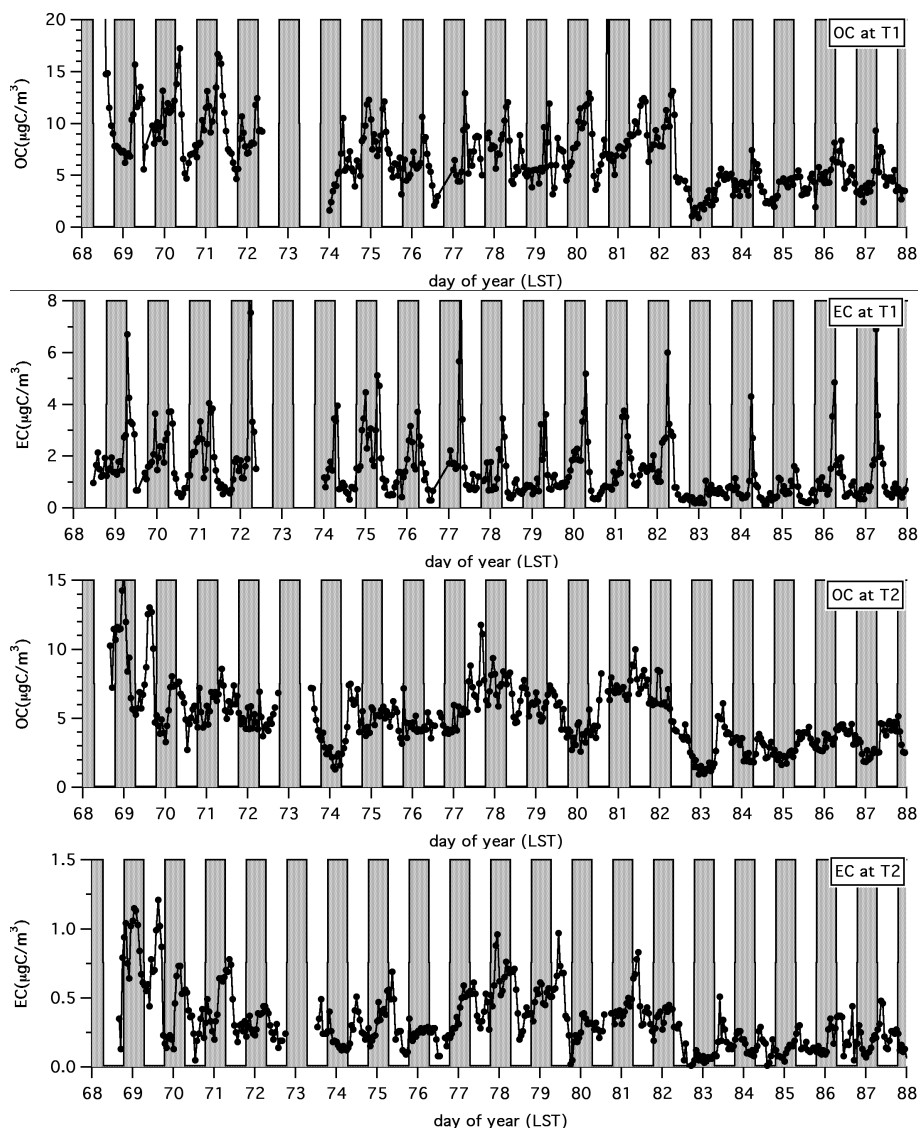 20
15
10
5
0
OC(µgC/m³)
OC at T1
68 69 70 71 72 73 74 75 76 77 78 79 80 81 82 83 84 85 86 87 88
day of year (LST)
8
6
4
2
0
EC(µgC/m³)
EC at T1
68 69 70 71 72 73 74 75 76 77 78 79 80 81 82 83 84 85 86 87 88
day of year (LST)
15
10
5
0
OC(µgC/m³)
OC at T2
68 69 70 71 72 73 74 75 76 77 78 79 80 81 82 83 84 85 86 87 88
day of year (LST)
1.5
1.0
0.5
0.0
EC(µgC/m³)
EC at T2
68 69 70 71 72 73 74 75 76 77 78 79 80 81 82 83 84 85 86 87 88
day of year (LST)